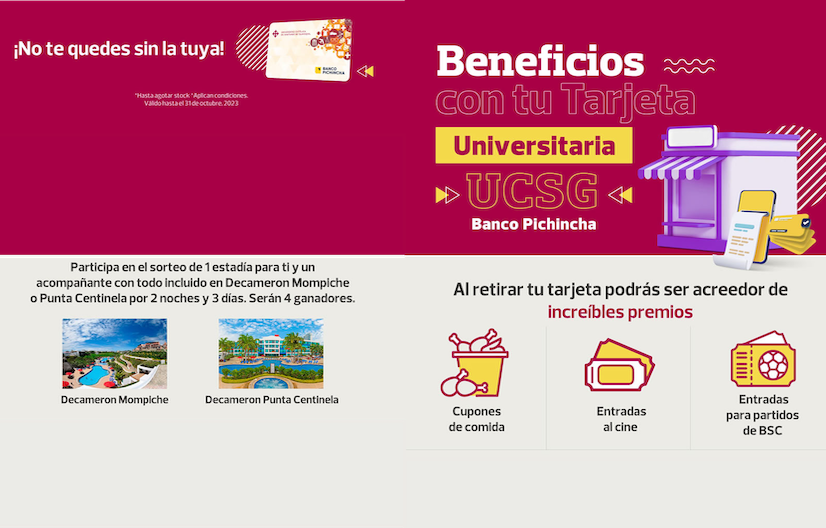 ¡No te quedes sin la tuya!
BANCO
PICHINCHA
*Hasta agotar stock *Aplican condiciones.
Válido hasta el 31 de octubre, 2023
Beneficios
con tu Tarjeta
Universitaria
UCSG
Banco Pichincha
Participa en el sorteo de 1 estadía para ti y un
acompañante con todo incluido en Decameron Mompiche
o Punta Centinela por 2 noches y 3 días. Serán 4 ganadores.
Decameron Mompiche
Decameron Punta Centinela
Al retirar tu tarjeta podrás ser acreedor de
increíbles premios
Cupones
de comida
Entradas
al cine
Entradas
para partidos
de BSC